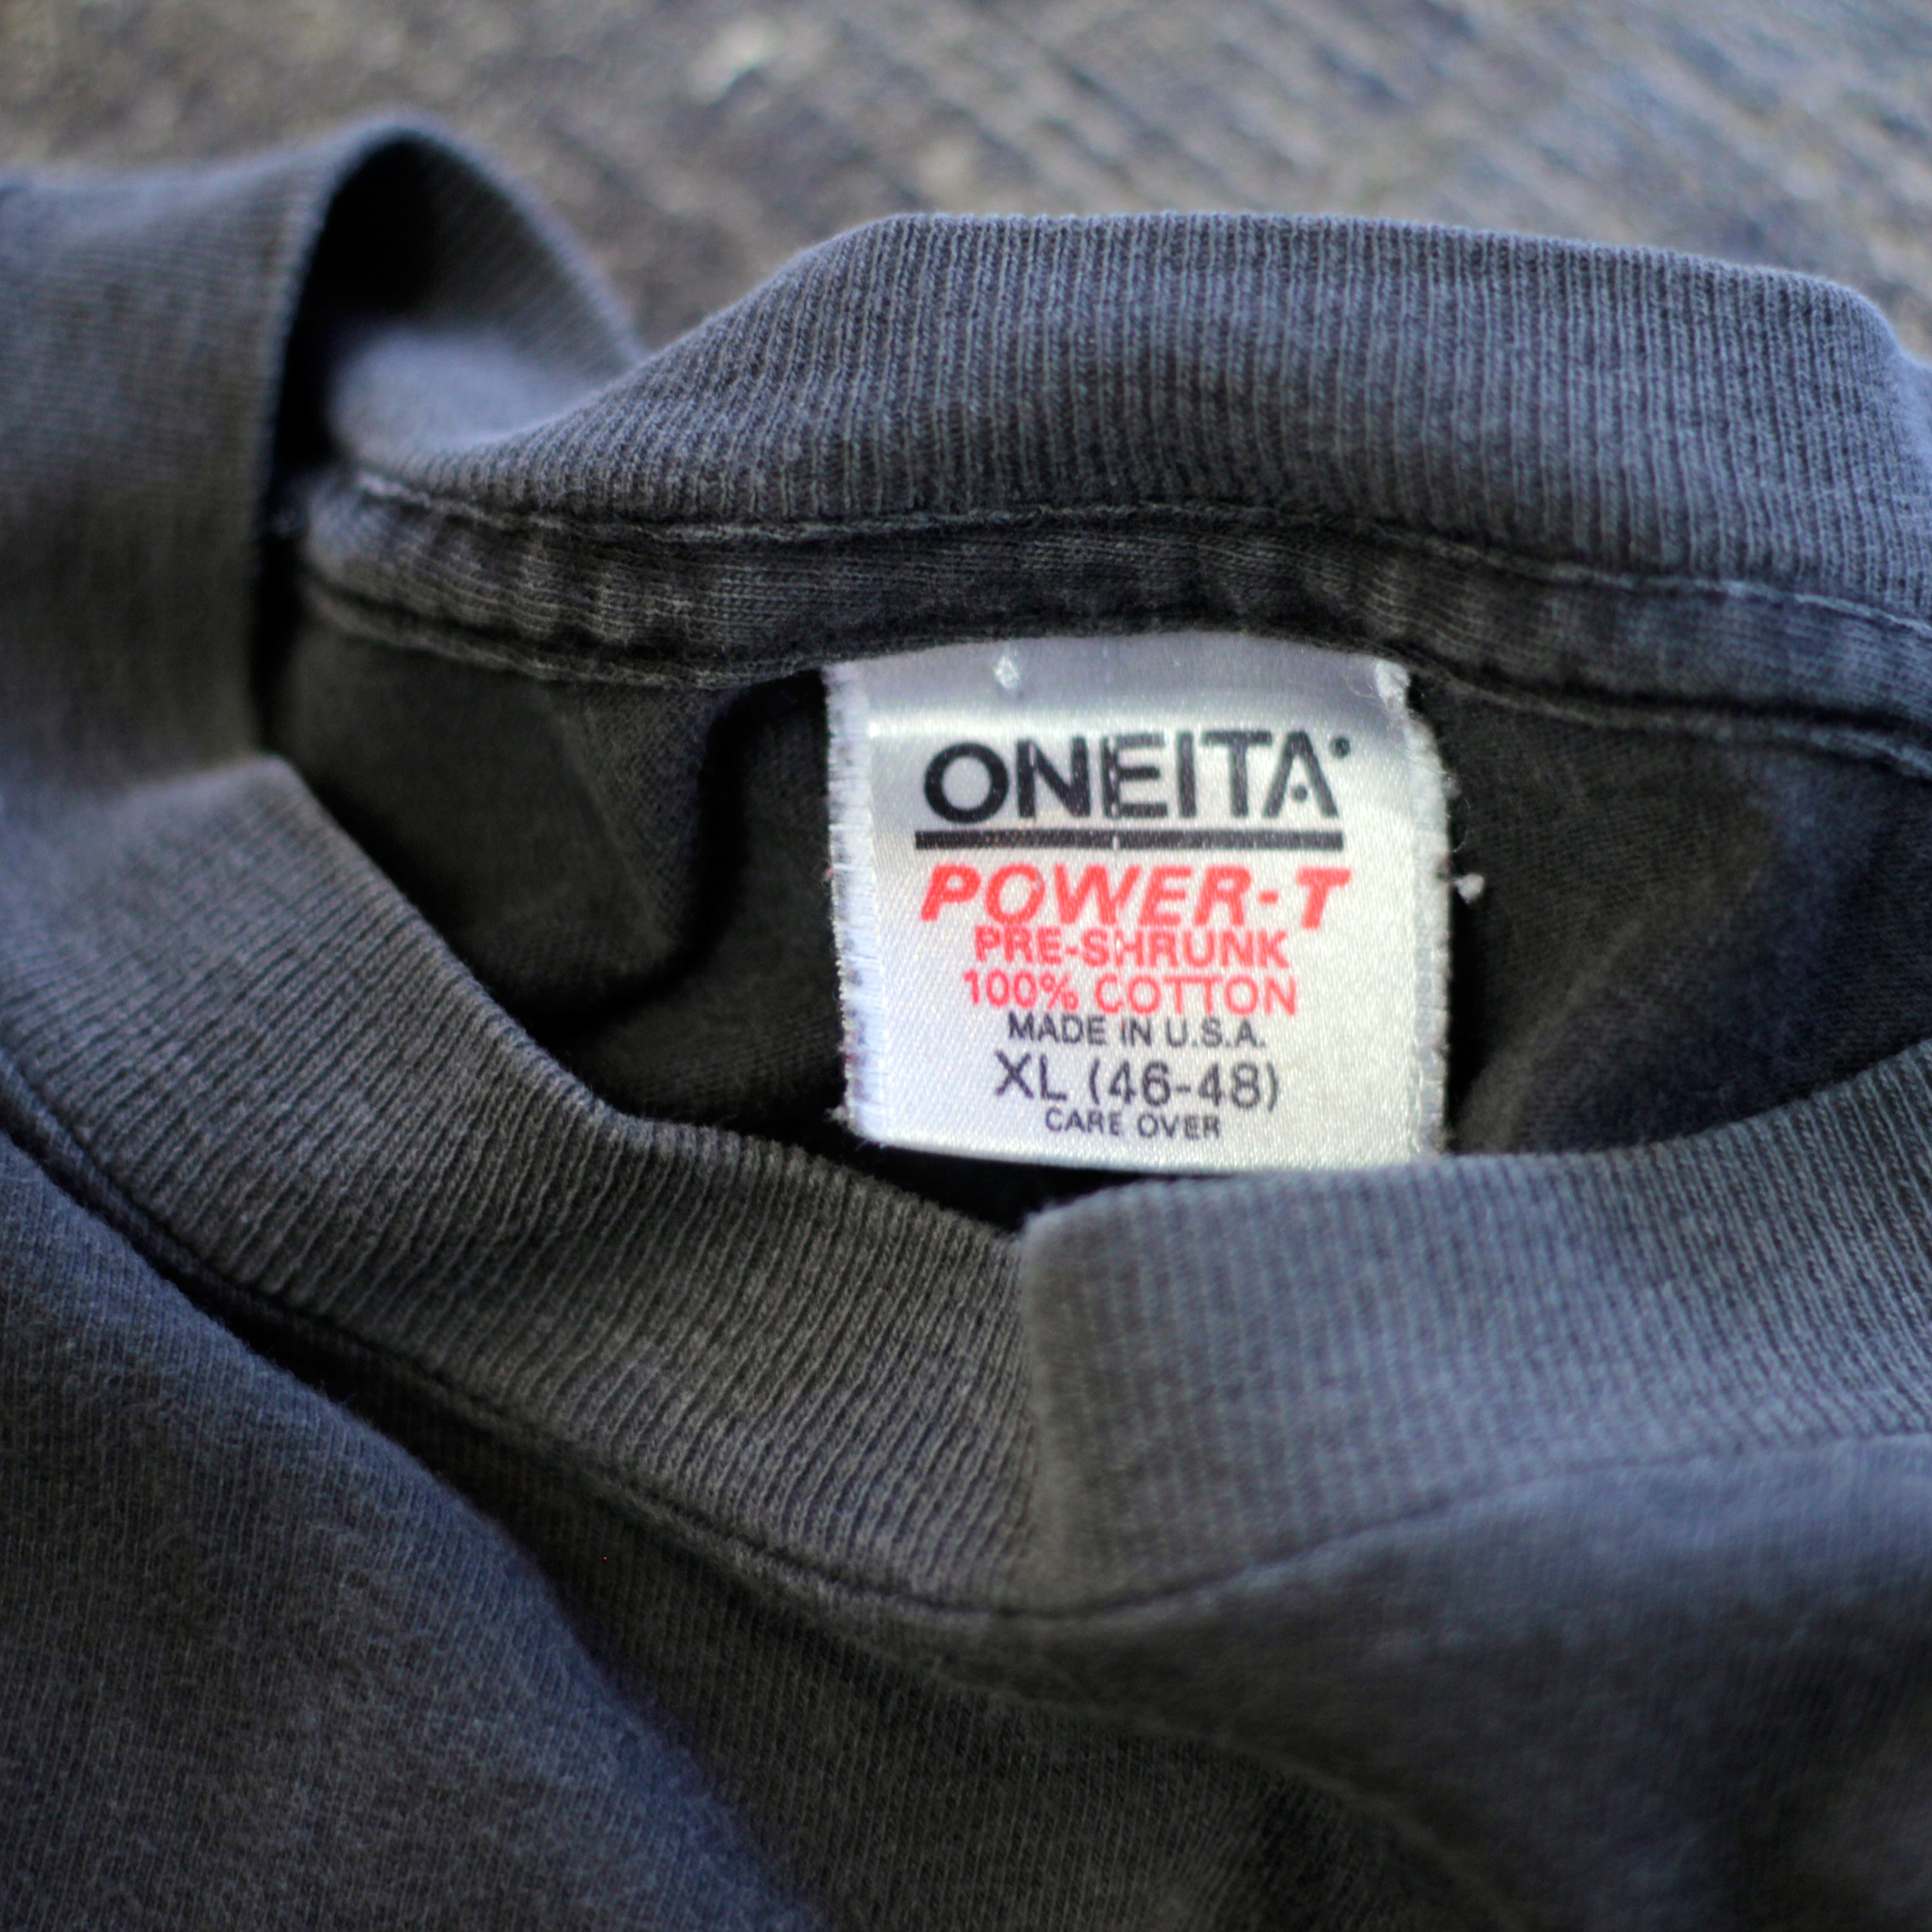 ONEITA
POWER-T
PRE-SHRUNK
100% COTTON
MADE IN U.S.A.
XL (46-48)
CARE OVER